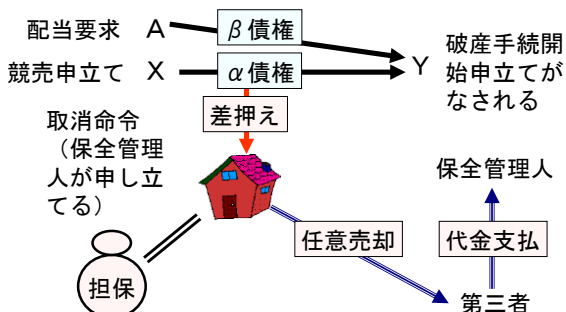 配当要求 A β債権
競売申立て X α債権 Y
破産手続開
始申立てが
なされる
差押え
取消命令
(保全管理
人が申し立
てる)
保全管理人
任意売却
代金支払
担保
第三者